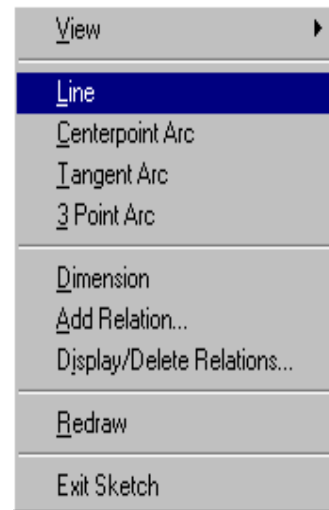 View
Line
Centerpoint Arc
Tangent Arc
3 Point Arc
Dimension
Add Relation...
Display/Delete Relations...
Redraw
Exit Sketch